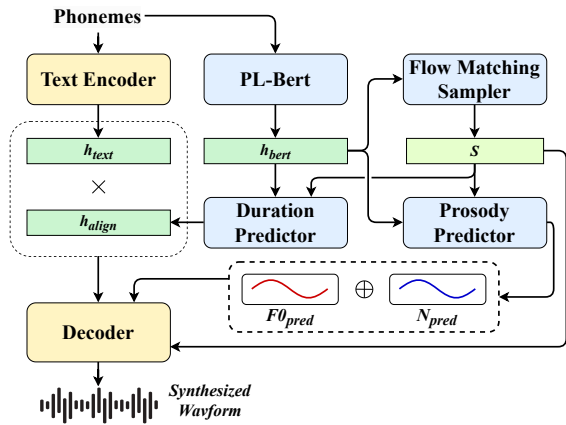 Phonemes
Text Encoder
PL-Bert
Flow Matching
Sampler
h_text
h_bert
S
×
h_align
Duration
Predictor
Prosody
Predictor
⊕
F0_pred
N_pred
Decoder
Synthesized
Wavform